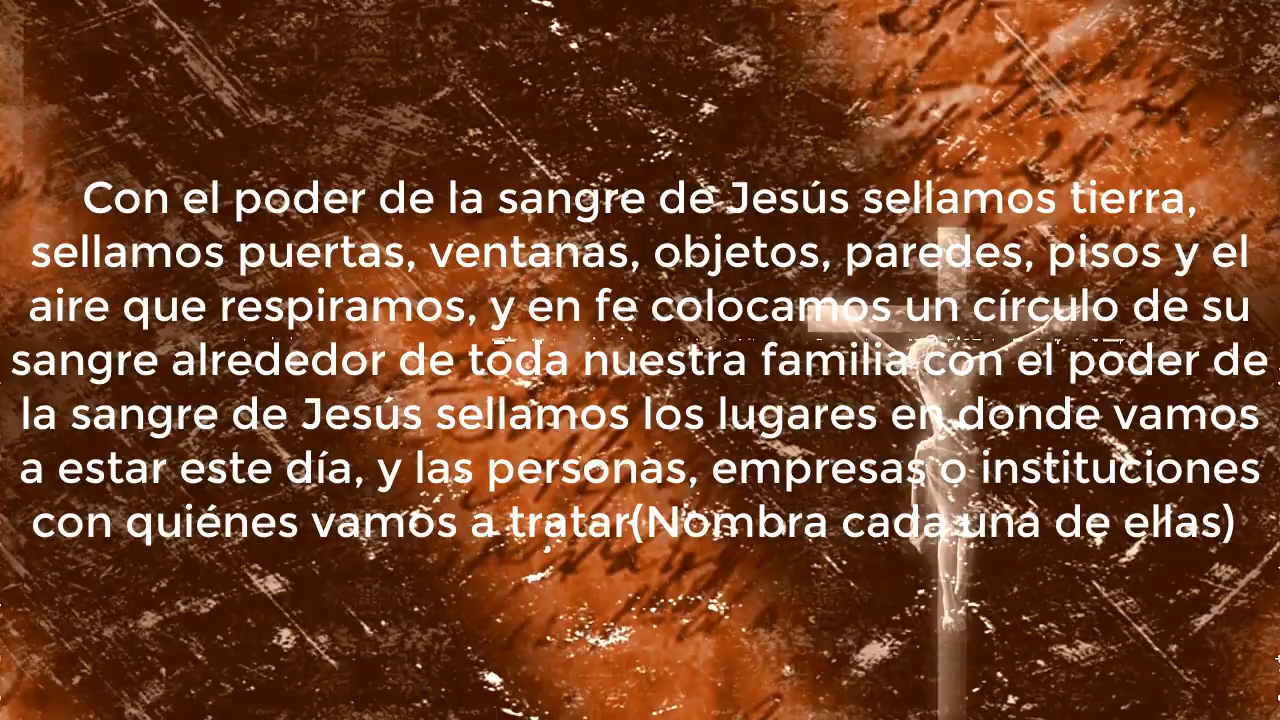 Con el poder de la sangre de Jesús sellamos tierra,
sellamos puertas, ventanas, objetos, paredes, pisos y el
aire que respiramos, y en fe colocamos un círculo de su
sangre alrededor de toda nuestra familia con el poder de
la sangre de Jesús sellamos los lugares en donde vamos
a estar este día, y las personas, empresas o instituciones
con quiénes vamos a tratar(Nombra cada una de ellas)